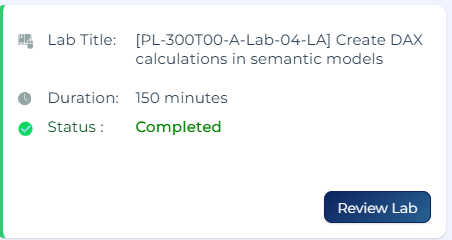 Lab Title: [PL-300T00-A-Lab-04-LA] Create DAX
calculations in semantic models
Duration: 150 minutes
Status : Completed
Review Lab